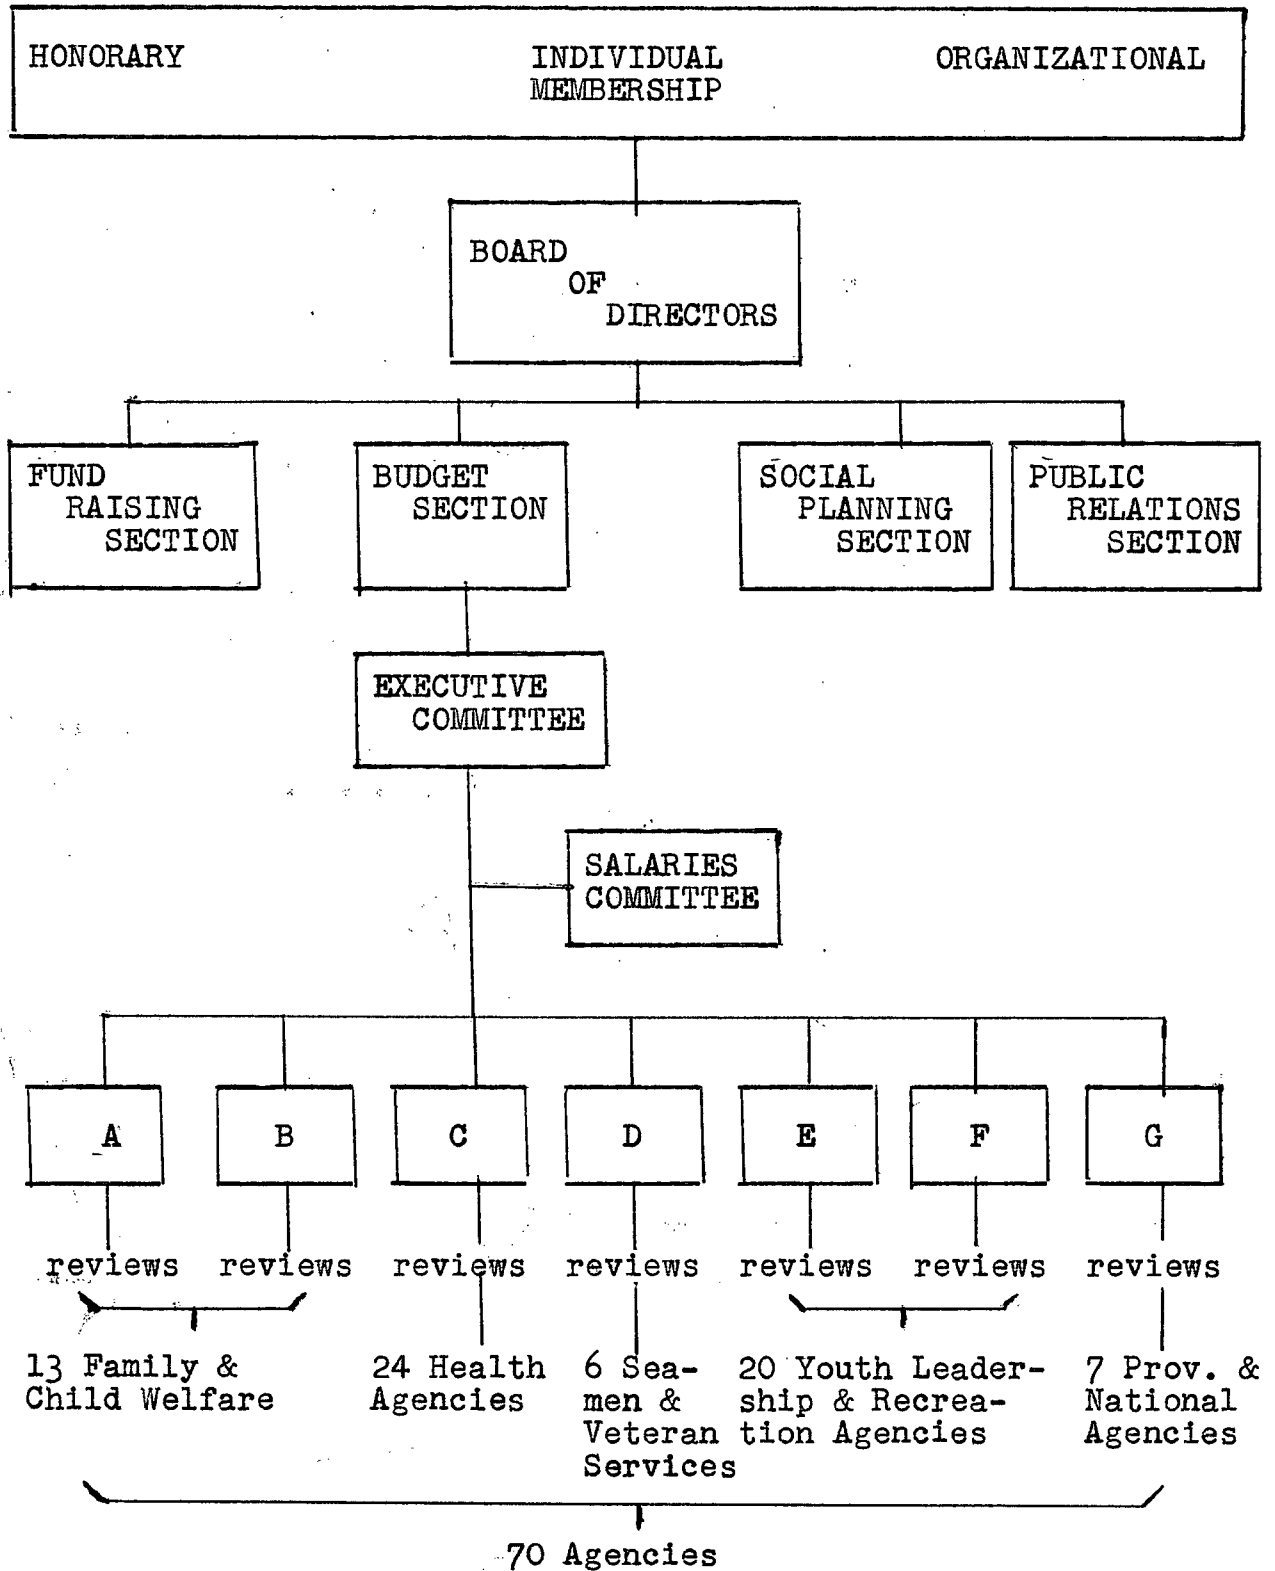 HONORARY INDIVIDUAL ORGANIZATIONAL
MEMBERSHIP
BOARD
OF
DIRECTORS
FUND
RAISING
SECTION
BUDGET
SECTION
SOCIAL
PLANNING
SECTION
PUBLIC
RELATIONS
SECTION
EXECUTIVE
COMMITTEE
SALARIES
COMMITTEE
A B C D E F G
reviews reviews reviews reviews reviews reviews reviews
13 Family &
Child Welfare
24 Health
Agencies
6 Sea-
men &
Veteran
Services
20 Youth Leader-
ship & Recrea-
tion Agencies
7 Prov. &
National
Agencies
70 Agencies